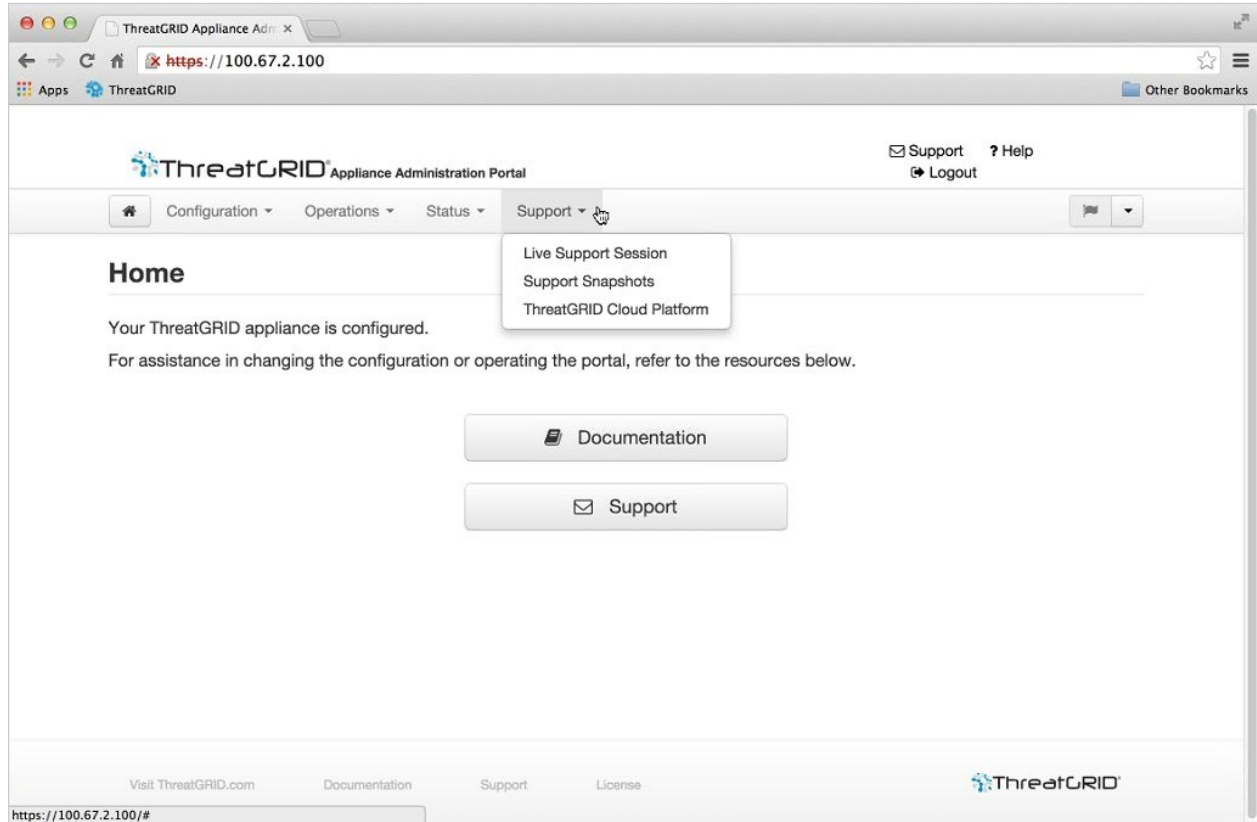 ThreatGRID Appliance Adm
https://100.67.2.100
Apps ThreatGRID Other Bookmarks
ThreatGRID® Appliance Administration Portal
Support ? Help
Logout
Configuration Operations Status Support
Live Support Session
Support Snapshots
ThreatGRID Cloud Platform
Home
Your ThreatGRID appliance is configured.
For assistance in changing the configuration or operating the portal, refer to the resources below.
Documentation
Support
Visit ThreatGRID.com Documentation Support License ThreatGRID®
https://100.67.2.100/#